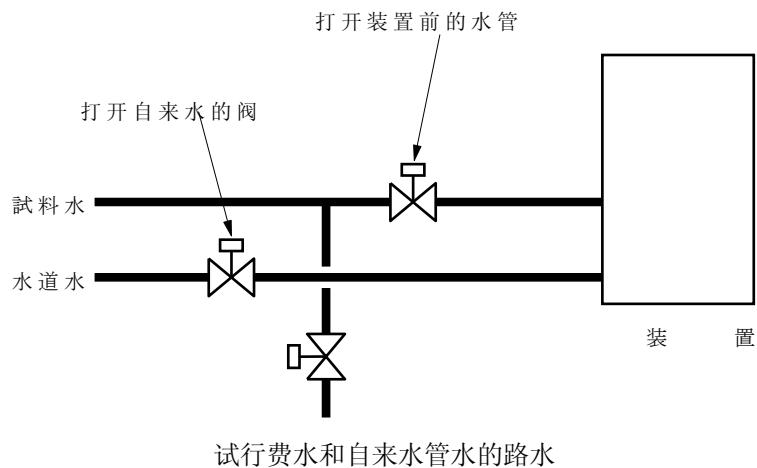 打开装置前的水管
打开自来水的阀
試料水
水道水
装置
试行费水和自来水管水的路水